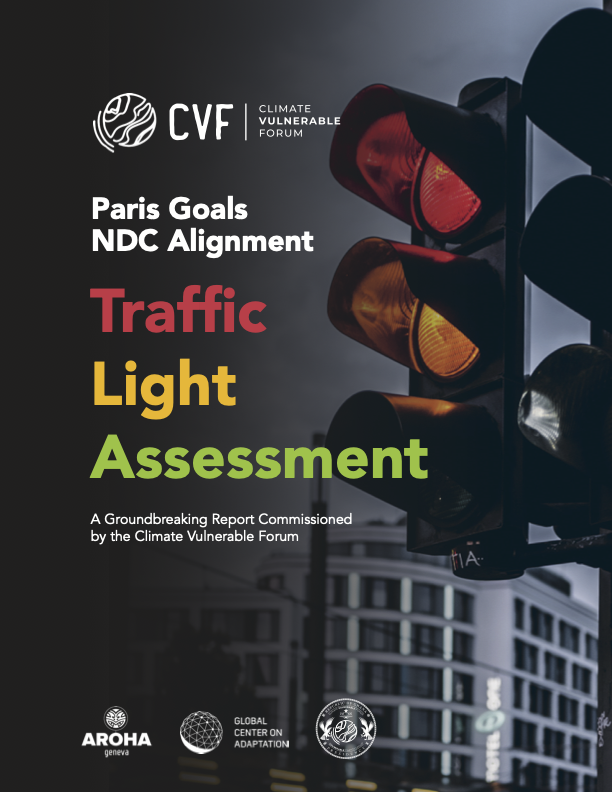 CVF
CLIMATE
VULNERABLE
FORUM
Paris Goals
NDC Alignment
Traffic
Light
Assessment
A Groundbreaking Report Commissioned
by the Climate Vulnerable Forum
AROHA
geneva
GLOBAL
CENTER ON
ADAPTATION
HOTEL